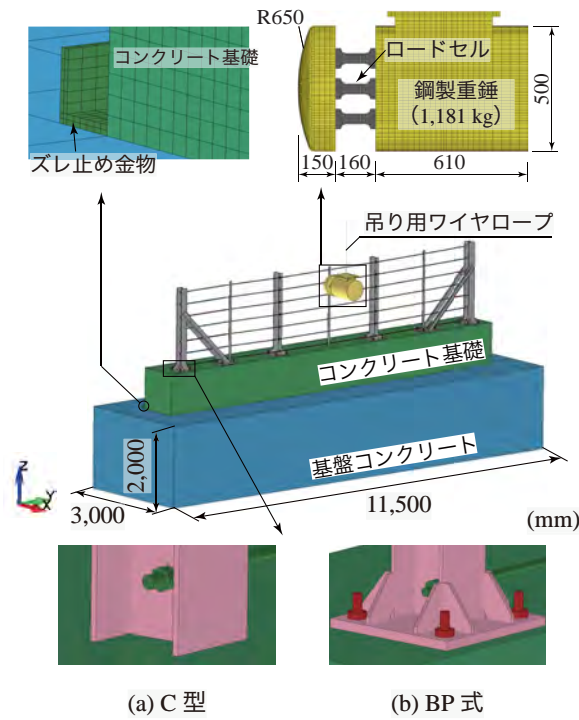 R650
コンクリート基礎
ロードセル
鋼製重錘
（1,181 kg）
500
ズレ止め金物
150
160
610
吊り用ワイヤロープ
コンクリート基礎
基盤コンクリート
2,000
3,000
11,500
(mm)
Z
Y
X
(a) C 型
(b) BP 式